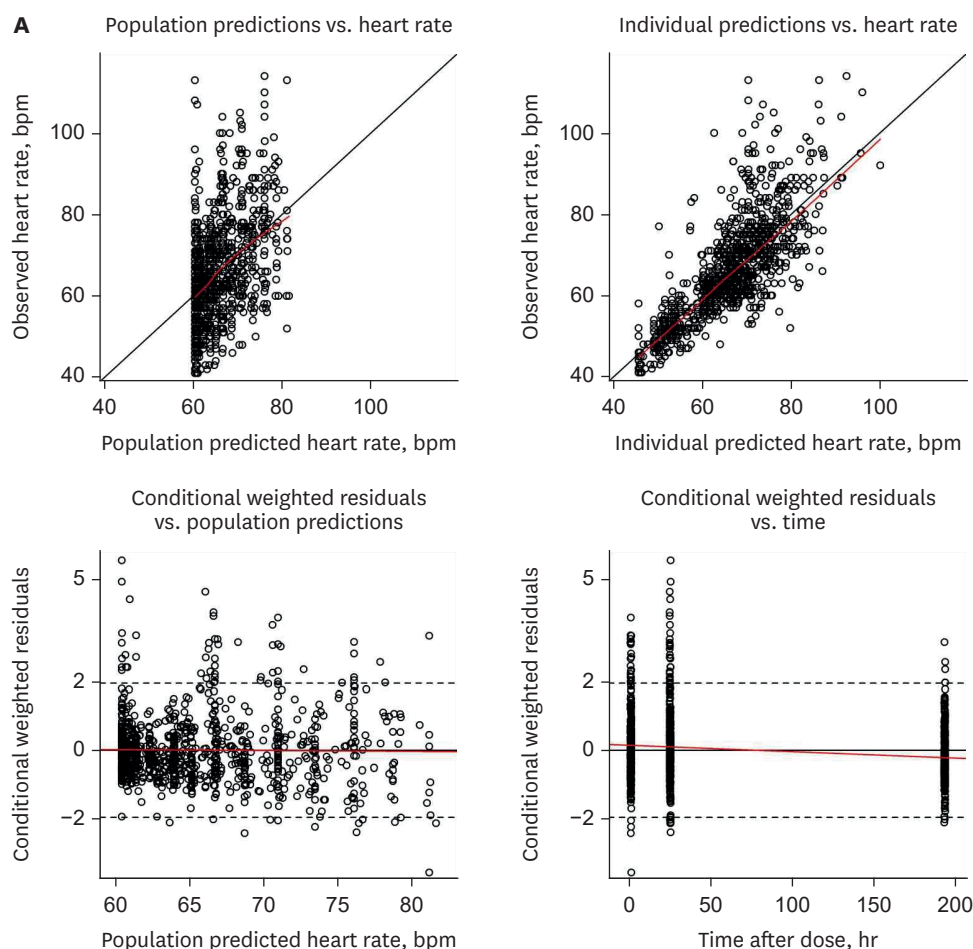 A
Population predictions vs. heart rate
Observed heart rate, bpm
100
80
60
40
40 60 80 100
Population predicted heart rate, bpm
Individual predictions vs. heart rate
Observed heart rate, bpm
100
80
60
40
40 60 80 100
Individual predicted heart rate, bpm
Conditional weighted residuals
vs. population predictions
Conditional weighted residuals
5
2
0
−2
60 65 70 75 80
Population predicted heart rate, bpm
Conditional weighted residuals
vs. time
Conditional weighted residuals
5
2
0
−2
0 50 100 150 200
Time after dose, hr